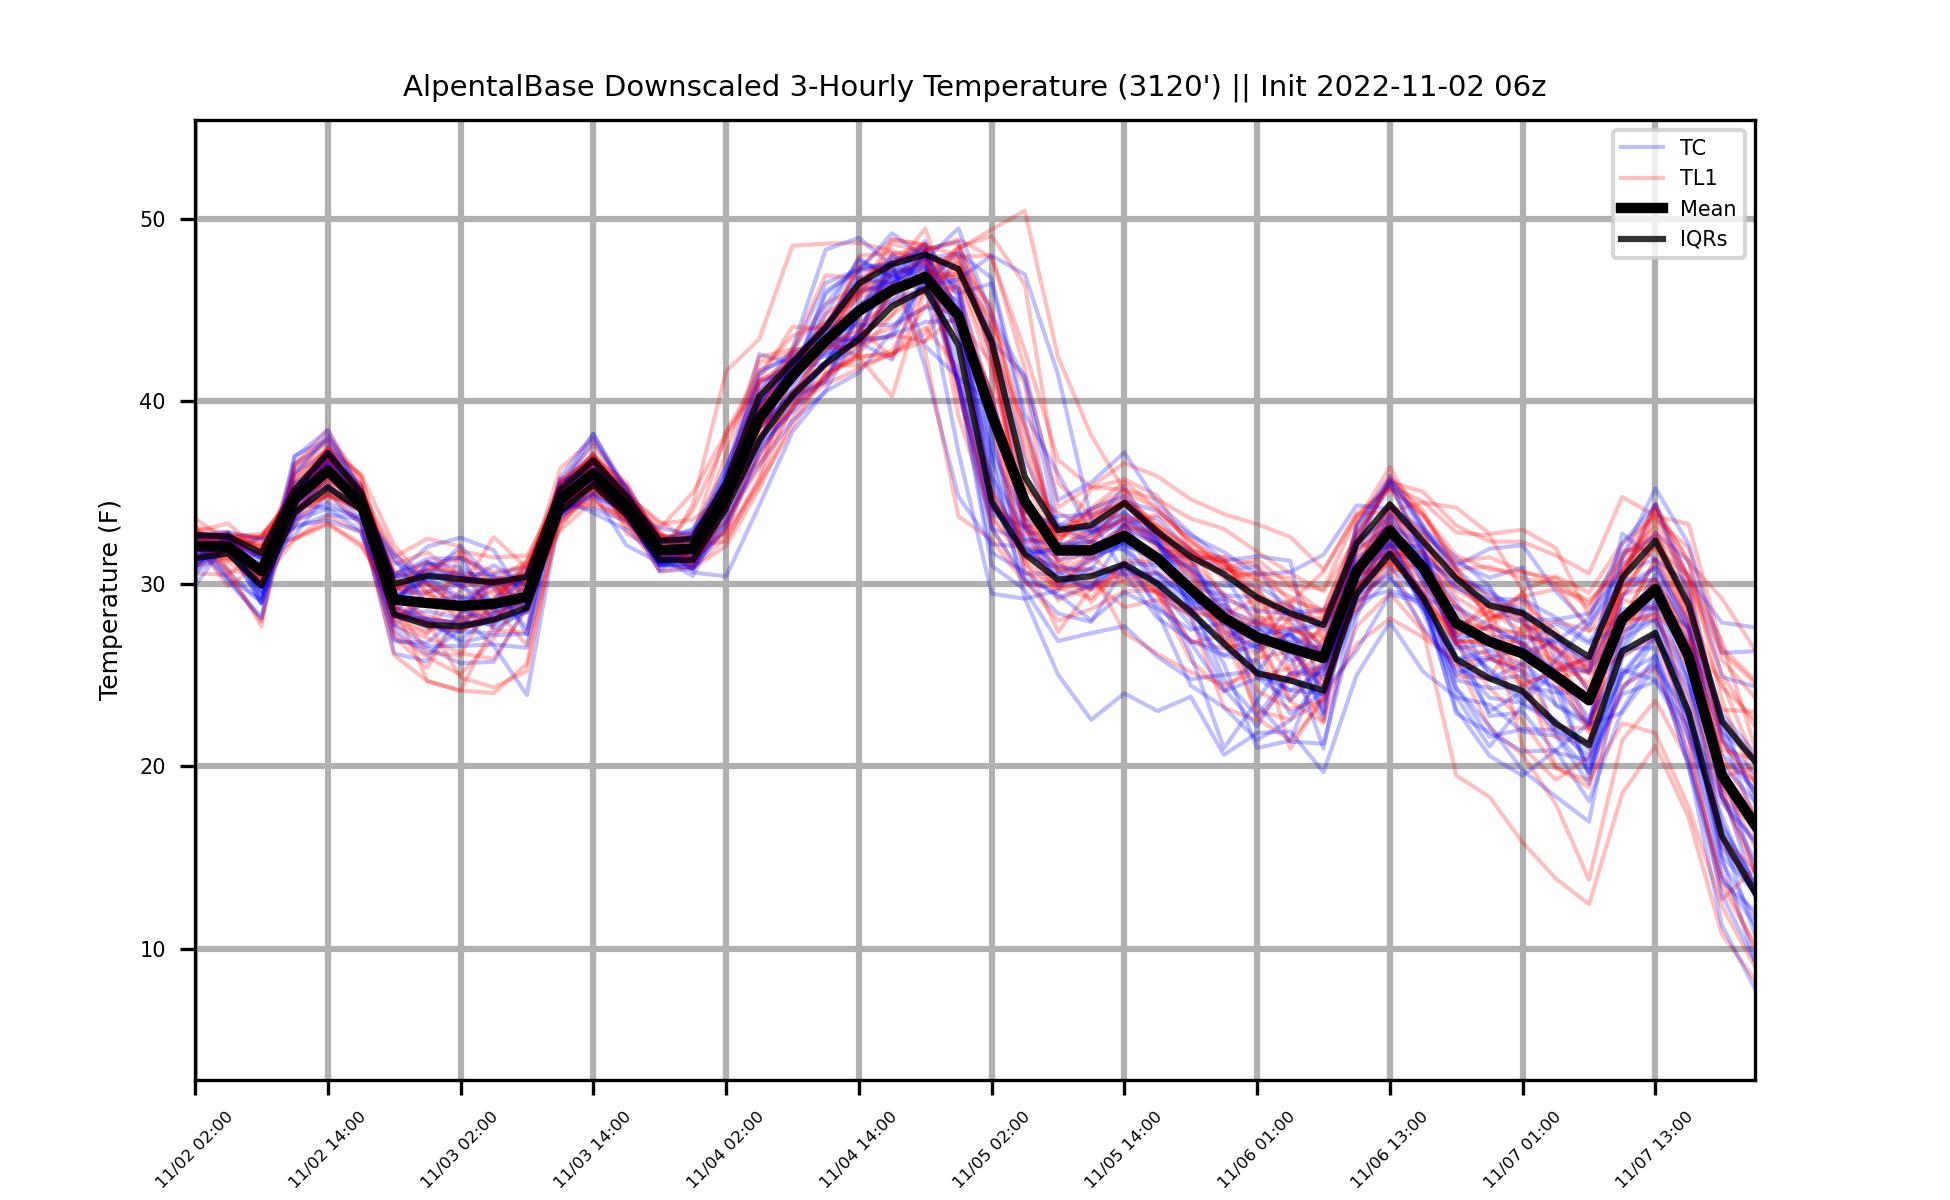 AlpentalBase Downscaled 3-Hourly Temperature (3120') || Init 2022-11-02 06z
TC
TL1
Mean
IQRs
Temperature (F)
50
40
30
20
10
11/02 02:00
11/02 14:00
11/03 02:00
11/03 14:00
11/04 02:00
11/04 14:00
11/05 02:00
11/05 14:00
11/06 01:00
11/06 13:00
11/07 01:00
11/07 13:00